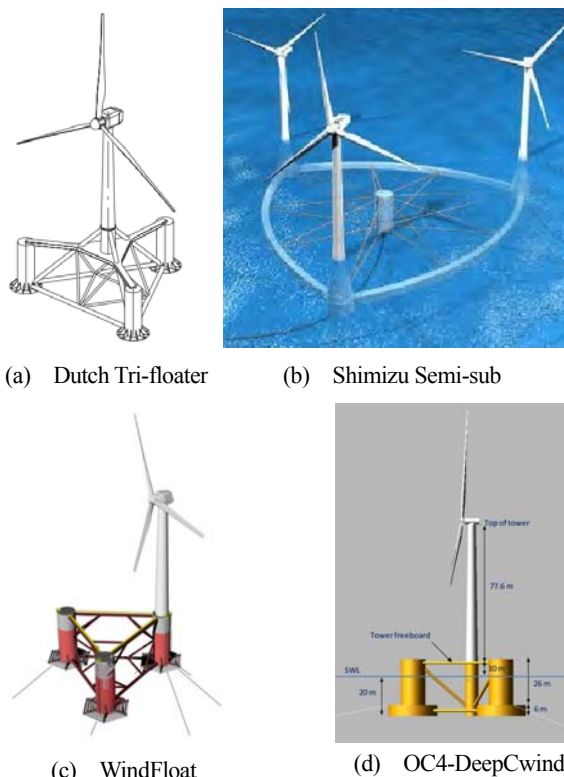 (a) Dutch Tri-floater
(b) Shimizu Semi-sub
Top of tower
77.6 m
Tower freeboard
10 m
SWL
20 m
26 m
6 m
(c) WindFloat
(d) OC4-DeepCwind